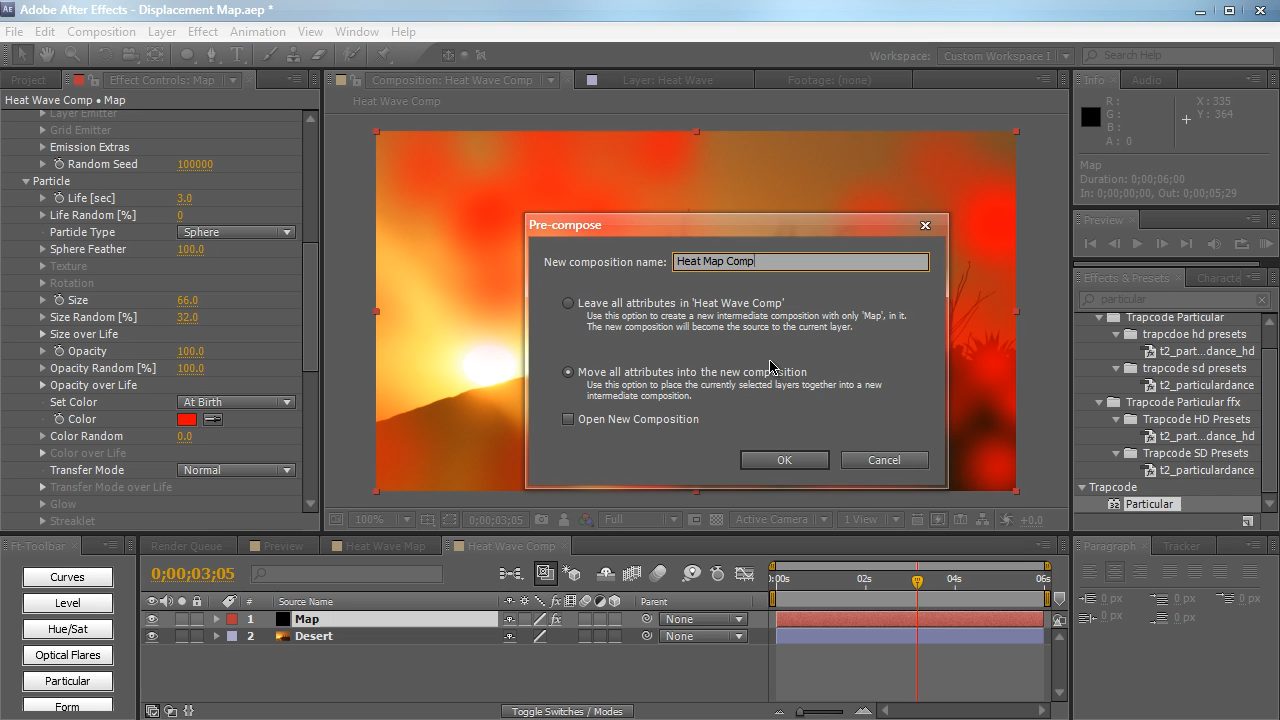 Adobe After Effects - Displacement Map.aep *
File Edit Composition Layer Effect Animation View Window Help
Workspace: Custom Workspace I Search Help
Project Effect Controls: Map Composition: Heat Wave Comp Layer: Heat Wave Footage: (none) Info Audio
Heat Wave Comp • Map
Heat Wave Comp
Layer Emitter
Grid Emitter
Emission Extras
Random Seed 100000
Particle
Life [sec] 3.0
Life Random [%] 0
Particle Type Sphere
Sphere Feather 100.0
Texture
Rotation
Size 66.0
Size Random [%] 32.0
Size over Life
Opacity 100.0
Opacity Random [%] 100.0
Opacity over Life
Set Color At Birth
Color
Color Random 0.0
Color over Life
Transfer Mode Normal
Transfer Mode over Life
Glow
Streaklet
Pre-compose
New composition name: Heat Map Comp
Leave all attributes in 'Heat Wave Comp'
Use this option to create a new intermediate composition with only 'Map', in it.
The new composition will become the source to the current layer.
Move all attributes into the new composition
Use this option to place the currently selected layers together into a new
intermediate composition.
Open New Composition
OK Cancel
100% 0;00;03;05 Full Active Camera 1 View +0.0
R: X: 335
G: Y: 364
B:
A: 0
Map
Duration: 0;00;06;00
In: 0;00;00;00, Out: 0;00;05;29
Preview
Effects & Presets Characte
particular
Trapcode Particular
trapcdoe hd presets
t2_part...dance_hd
trapcode sd presets
t2_particulardance
Trapcode Particular ffx
Trapcode HD Presets
t2_part...dance_hd
Trapcode SD Presets
t2_particulardance
Trapcode
32 Particular
Ft-Toolbar
Curves
Level
Hue/Sat
Optical Flares
Particular
Form
Render Queue Preview Heat Wave Map Heat Wave Comp
0;00;03;05
:00s 02s 04s 06s
# Source Name fx Parent
1 Map fx None
2 Desert None
Toggle Switches / Modes
Paragraph Tracker
0 px 0 px 0 px
0 px 0 px